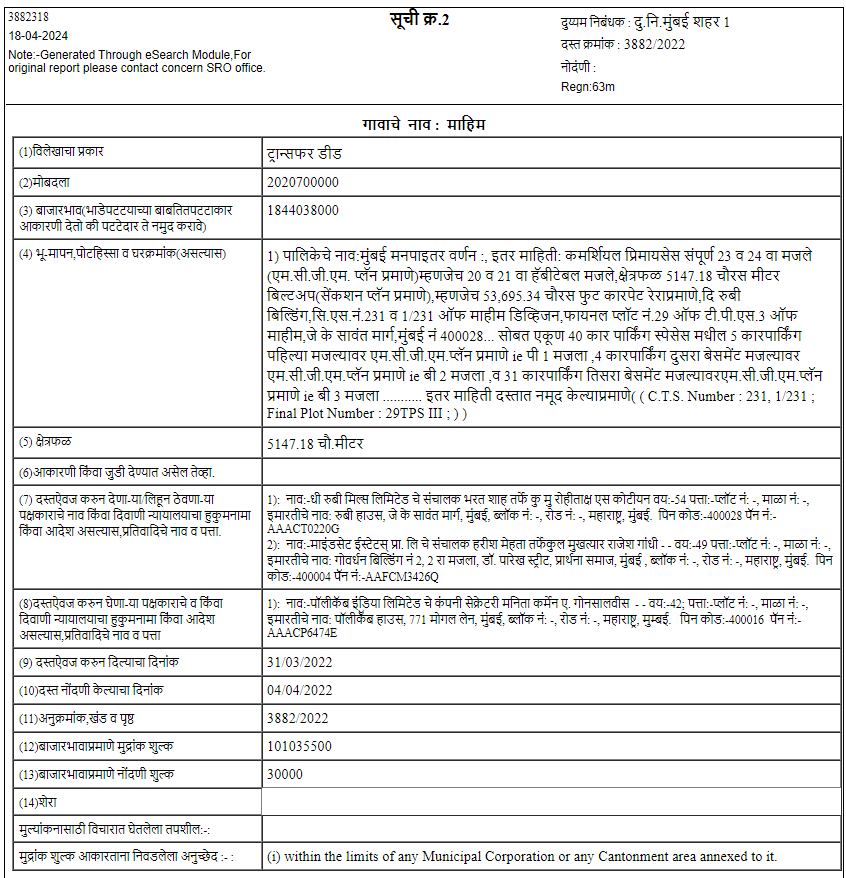 3882318
18-04-2024
Note:-Generated Through eSearch Module,For
original report please contact concern SRO office.
सूची क्र.2
दुय्यम निबंधक : दु.नि.मुंबई शहर 1
दस्त क्रमांक : 3882/2022
नोदंणी :
Regn:63m
गावाचे नाव : माहिम
(1)विलेखाचा प्रकार
ट्रान्सफर डीड
(2)मोबदला
2020700000
(3) बाजारभाव(भाडेपटटयाच्या बाबतितपटटाकार
आकारणी देतो की पटटेदार ते नमुद करावे)
1844038000
(4) भू-मापन,पोटहिस्सा व घरक्रमांक(असल्यास)
1) पालिकेचे नाव:मुंबई मनपाइतर वर्णन :, इतर माहिती: कमर्शियल प्रिमायसेस संपूर्ण 23 व 24 वा मजले
(एम.सी.जी.एम. प्लॅन प्रमाणे)म्हणजेच 20 व 21 वा हॅबीटेबल मजले,क्षेत्रफळ 5147.18 चौरस मीटर
बिल्टअप(सेंकशन प्लॅन प्रमाणे),म्हणजेच 53,695.34 चौरस फुट कारपेट रेराप्रमाणे,दि रुबी
बिल्डिंग,सि.एस.नं.231 व 1/231 ऑफ माहीम डिव्हिजन,फायनल प्लॉट नं.29 ऑफ टी.पी.एस.3 ऑफ
माहीम,जे के सावंत मार्ग,मुंबई नं 400028... सोबत एकूण 40 कार पार्किंग स्पेसेस मधील 5 कारपार्किंग
पहिल्या मजल्यावर एम.सी.जी.एम.प्लॅन प्रमाणे ie पी 1 मजला ,4 कारपार्किंग दुसरा बेसमेंट मजल्यावर
एम.सी.जी.एम.प्लॅन प्रमाणे ie बी 2 मजला ,व 31 कारपार्किंग तिसरा बेसमेंट मजल्यावरएम.सी.जी.एम.प्लॅन
प्रमाणे ie बी 3 मजला ........... इतर माहिती दस्तात नमूद केल्याप्रमाणे( ( C.T.S. Number : 231, 1/231 ;
Final Plot Number : 29TPS III ; ) )
(5) क्षेत्रफळ
5147.18 चौ.मीटर
(6)आकारणी किंवा जुडी देण्यात असेल तेव्हा.
(7) दस्तऐवज करुन देणा-या/लिहून ठेवणा-या
पक्षकाराचे नाव किंवा दिवाणी न्यायालयाचा हुकुमनामा
किंवा आदेश असल्यास,प्रतिवादिचे नाव व पत्ता.
1): नाव:-धी रुबी मिल्स लिमिटेड चे संचालक भरत शाह तर्फे कु मु रोहीताक्ष एस कोटीयन वय:-54 पत्ता:-प्लॉट नं: -, माळा नं: -,
इमारतीचे नाव: रुबी हाउस, जे के सावंत मार्ग, मुंबई, ब्लॉक नं: -, रोड नं: -, महाराष्ट्र, मुंबई. पिन कोड:-400028 पॅन नं:-
AAACT0220G
2): नाव:-माइंडसेट ईस्टेटस् प्रा. लि चे संचालक हरीश मेहता तर्फेकुल मुखत्यार राजेश गांधी - - वय:-49 पत्ता:-प्लॉट नं: -, माळा नं: -,
इमारतीचे नाव: गोवर्धन बिल्डिंग नं 2, 2 रा मजला, डॉ. पारेख स्ट्रीट, प्रार्थना समाज, मुंबई , ब्लॉक नं: -, रोड नं: -, महाराष्ट्र, मुंबई. पिन
कोड:-400004 पॅन नं:-AAFCM3426Q
(8)दस्तऐवज करुन घेणा-या पक्षकाराचे व किंवा
दिवाणी न्यायालयाचा हुकुमनामा किंवा आदेश
असल्यास,प्रतिवादिचे नाव व पत्ता
1): नाव:-पॉलीकॅब इंडिया लिमिटेड चे कंपनी सेक्रेटरी मनिता कर्मेन ए. गोनसालवीस - - वय:-42; पत्ता:-प्लॉट नं: -, माळा नं: -,
इमारतीचे नाव: पॉलीकॅब हाउस, 771 मोगल लेन, मुंबई, ब्लॉक नं: -, रोड नं: -, महाराष्ट्र, मुम्बई. पिन कोड:-400016 पॅन नं:-
AAACP6474E
(9) दस्तऐवज करुन दिल्याचा दिनांक
31/03/2022
(10)दस्त नोंदणी केल्याचा दिनांक
04/04/2022
(11)अनुक्रमांक,खंड व पृष्ठ
3882/2022
(12)बाजारभावाप्रमाणे मुद्रांक शुल्क
101035500
(13)बाजारभावाप्रमाणे नोंदणी शुल्क
30000
(14)शेरा
मुल्यांकनासाठी विचारात घेतलेला तपशील:-:
मुद्रांक शुल्क आकारताना निवडलेला अनुच्छेद :- :
(i) within the limits of any Municipal Corporation or any Cantonment area annexed to it.